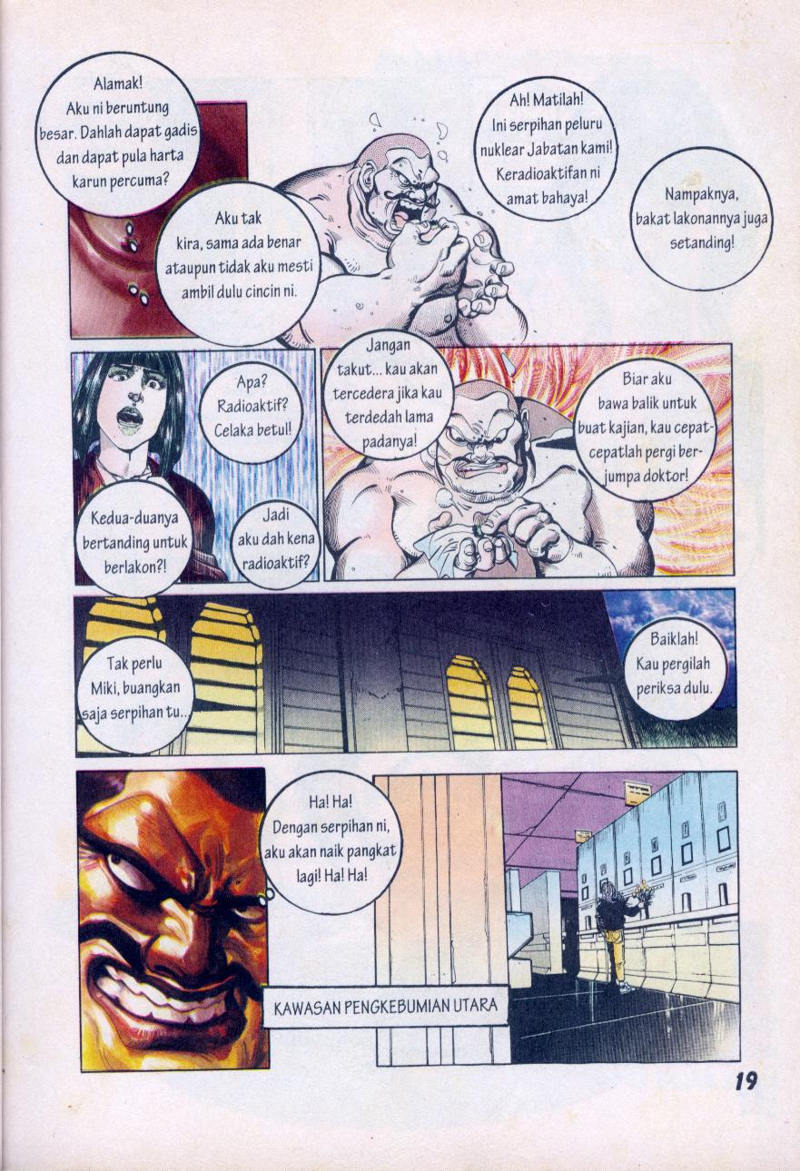 Alamak!
Aku ni beruntung
besar. Dahlah dapat gadis
dan dapat pula harta
karun percuma?
Aku tak
kira, sama ada benar
ataupun tidak aku mesti
ambil dulu cincin ni.
Ah! Matilah!
Ini serpihan peluru
nuklear Jabatan kami!
Keradioaktifan ni
amat bahaya!
Nampaknya,
bakat lakonannya juga
setanding!
Apa?
Radioaktif?
Celaka betul!
Kedua-duanya
bertanding untuk
berlakon?!
Jadi
aku dah kena
radioaktif?
Jangan
takut... kau akan
tercedera jika kau
terdedah lama
padanya!
Biar aku
bawa balik untuk
buat kajian, kau cepat-
cepatlah pergi ber-
jumpa doktor!
Tak perlu
Miki, buangkan
saja serpihan tu...
Baiklah!
Kau pergilah
periksa dulu.
Ha! Ha!
Dengan serpihan ni,
aku akan naik pangkat
lagi! Ha! Ha!
KAWASAN PENGKEBUMIAN UTARA
19